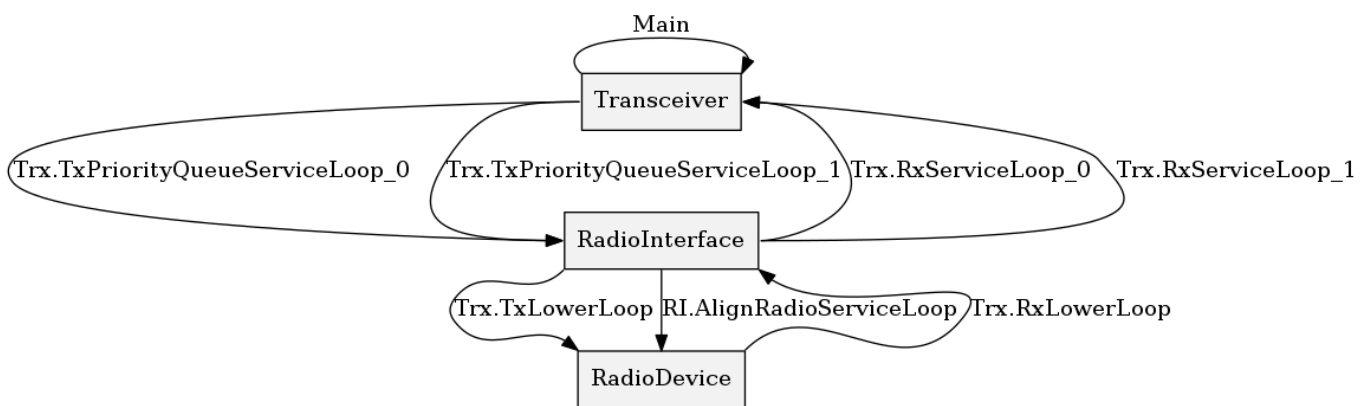 Main
Transceiver
Trx.TxPriorityQueueServiceLoop_0
Trx.TxPriorityQueueServiceLoop_1
Trx.RxServiceLoop_0
Trx.RxServiceLoop_1
RadioInterface
Trx.TxLowerLoop
RI.AlignRadioServiceLoop
Trx.RxLowerLoop
RadioDevice